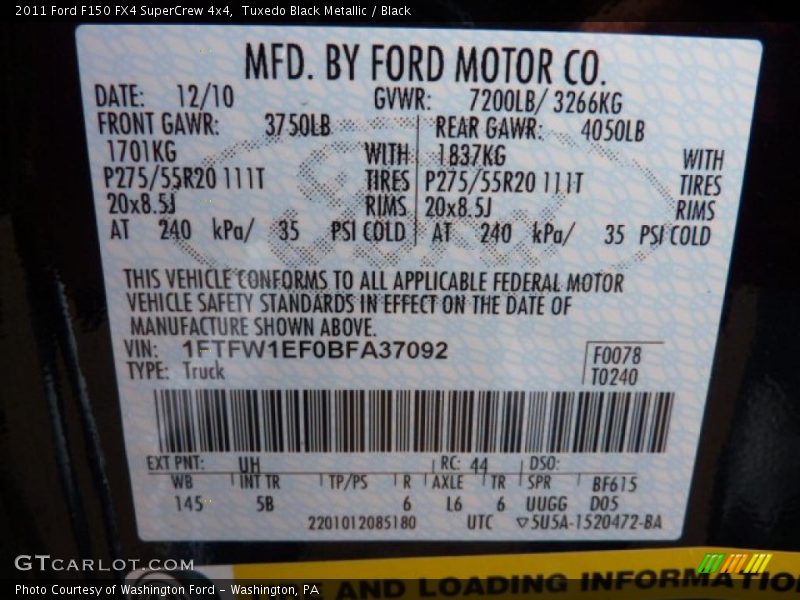 2011 Ford F150 FX4 SuperCrew 4x4,  Tuxedo Black Metallic / Black
MFD. BY FORD MOTOR CO.
DATE: 12/10 GVWR: 7200LB/ 3266KG
FRONT GAWR: 3750LB REAR GAWR: 4050LB
1701KG WITH 1837KG WITH
P275/55R20 111T TIRES P275/55R20 111T TIRES
20x8.5J RIMS 20x8.5J RIMS
AT 240 kPa/ 35 PSI COLD AT 240 kPa/ 35 PSI COLD
THIS VEHICLE CONFORMS TO ALL APPLICABLE FEDERAL MOTOR
VEHICLE SAFETY STANDARDS IN EFFECT ON THE DATE OF
MANUFACTURE SHOWN ABOVE.
VIN: 1FTFW1EF0BFA37092 F0078
TYPE: Truck T0240
EXT PNT: UH RC: 44 DSO:
WB INT TR TP/PS R AXLE TR SPR BF615
145 5B 6 L6 6 UUGG D05
2201012085180 UTC ▽5U5A-1520472-BA
GTCARLOT.COM
AND LOADING INFORMATION
Photo Courtesy of Washington Ford – Washington, PA